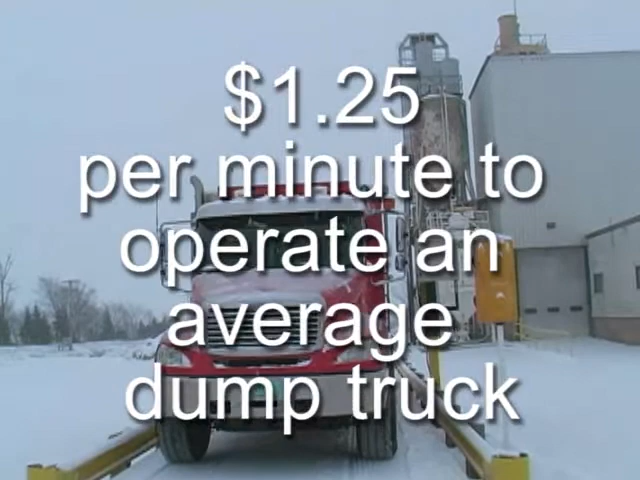 $1.25
per minute to
operate an
average
dump truck